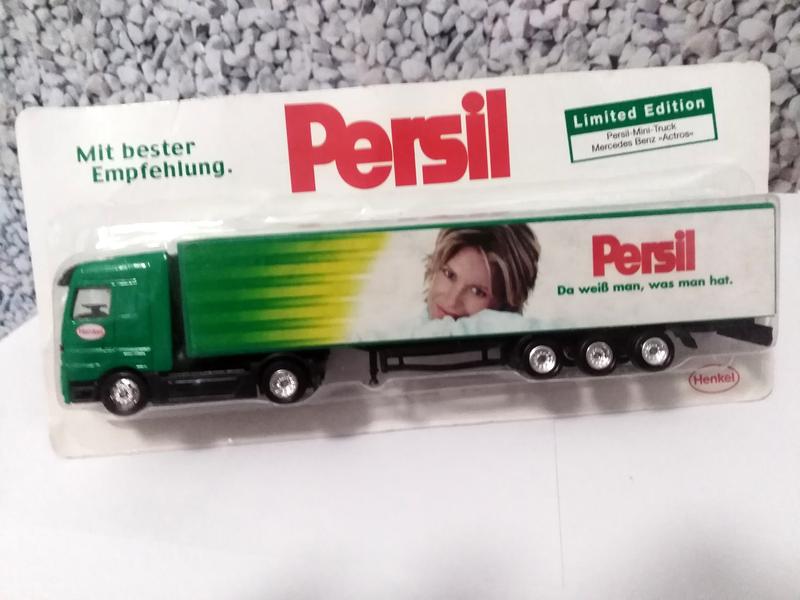 Mit bester
Empfehlung.
Persil
Limited Edition
Persil-Mini-Truck
Mercedes Benz »Actros«
Persil
Da weiß man, was man hat.
Henkel
Henkel